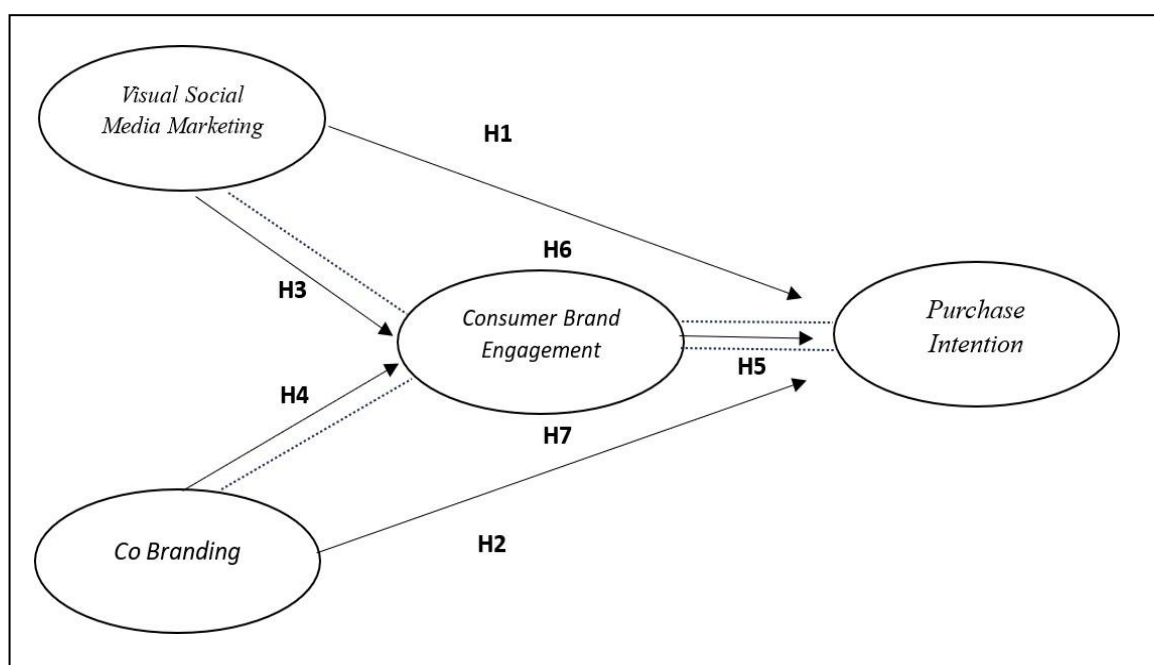 Visual Social
Media Marketing
H1
H6
H3
Consumer Brand
Engagement
Purchase
Intention
H5
H4
H7
Co Branding
H2